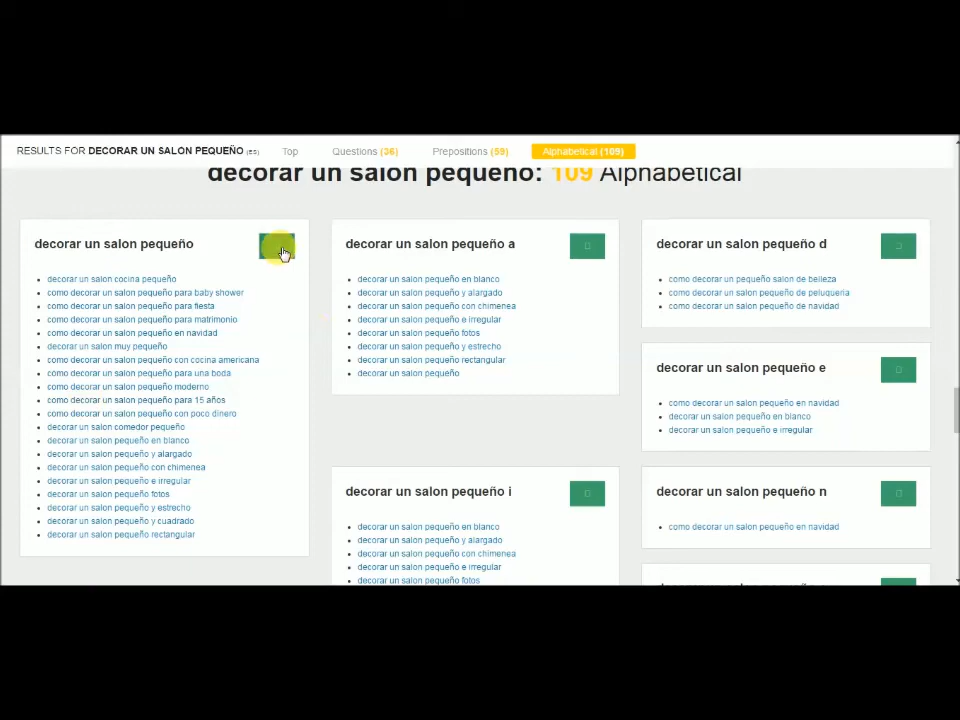 RESULTS FOR DECORAR UN SALON PEQUEÑO (ES)
Top
Questions (36)
Prepositions (59)
Alphabetical (109)
decorar un salon pequeño: 109 Alphabetical
decorar un salon pequeño
decorar un salon cocina pequeño
como decorar un salon pequeño para baby shower
como decorar un salon pequeño para fiesta
como decorar un salon pequeño para matrimonio
como decorar un salon pequeño en navidad
decorar un salon muy pequeño
como decorar un salon pequeño con cocina americana
como decorar un salon pequeño para una boda
como decorar un salon pequeño moderno
como decorar un salon pequeño para 15 años
como decorar un salon pequeño con poco dinero
decorar un salon comedor pequeño
decorar un salon pequeño en blanco
decorar un salon pequeño y alargado
decorar un salon pequeño con chimenea
decorar un salon pequeño e irregular
decorar un salon pequeño fotos
decorar un salon pequeño y estrecho
decorar un salon pequeño y cuadrado
decorar un salon pequeño rectangular
decorar un salon pequeño a
decorar un salon pequeño en blanco
decorar un salon pequeño y alargado
decorar un salon pequeño con chimenea
decorar un salon pequeño e irregular
decorar un salon pequeño fotos
decorar un salon pequeño y estrecho
decorar un salon pequeño rectangular
decorar un salon pequeño
decorar un salon pequeño i
decorar un salon pequeño en blanco
decorar un salon pequeño y alargado
decorar un salon pequeño con chimenea
decorar un salon pequeño e irregular
decorar un salon pequeño fotos
decorar un salon pequeño d
como decorar un pequeño salon de belleza
como decorar un salon pequeño de peluqueria
como decorar un salon pequeño de navidad
decorar un salon pequeño e
como decorar un salon pequeño en navidad
decorar un salon pequeño en blanco
decorar un salon pequeño e irregular
decorar un salon pequeño n
como decorar un salon pequeño en navidad